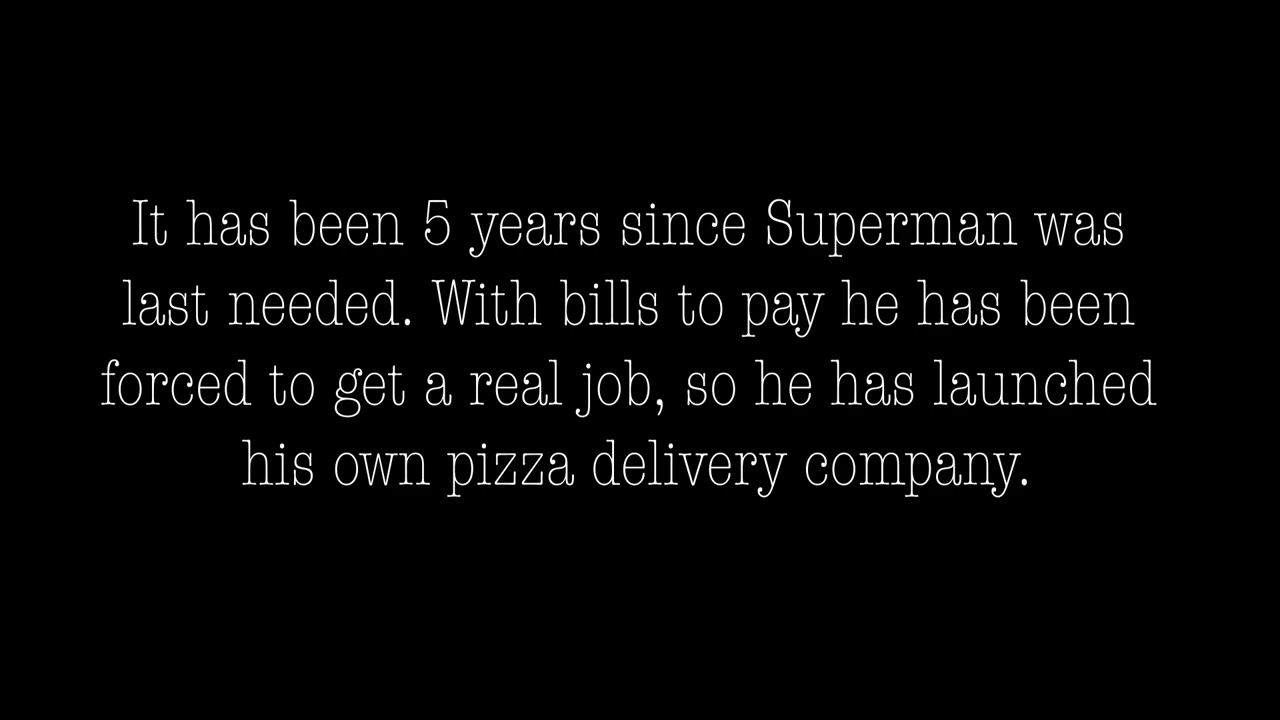 It has been 5 years since Superman was
last needed. With bills to pay he has been
forced to get a real job, so he has launched
his own pizza delivery company.